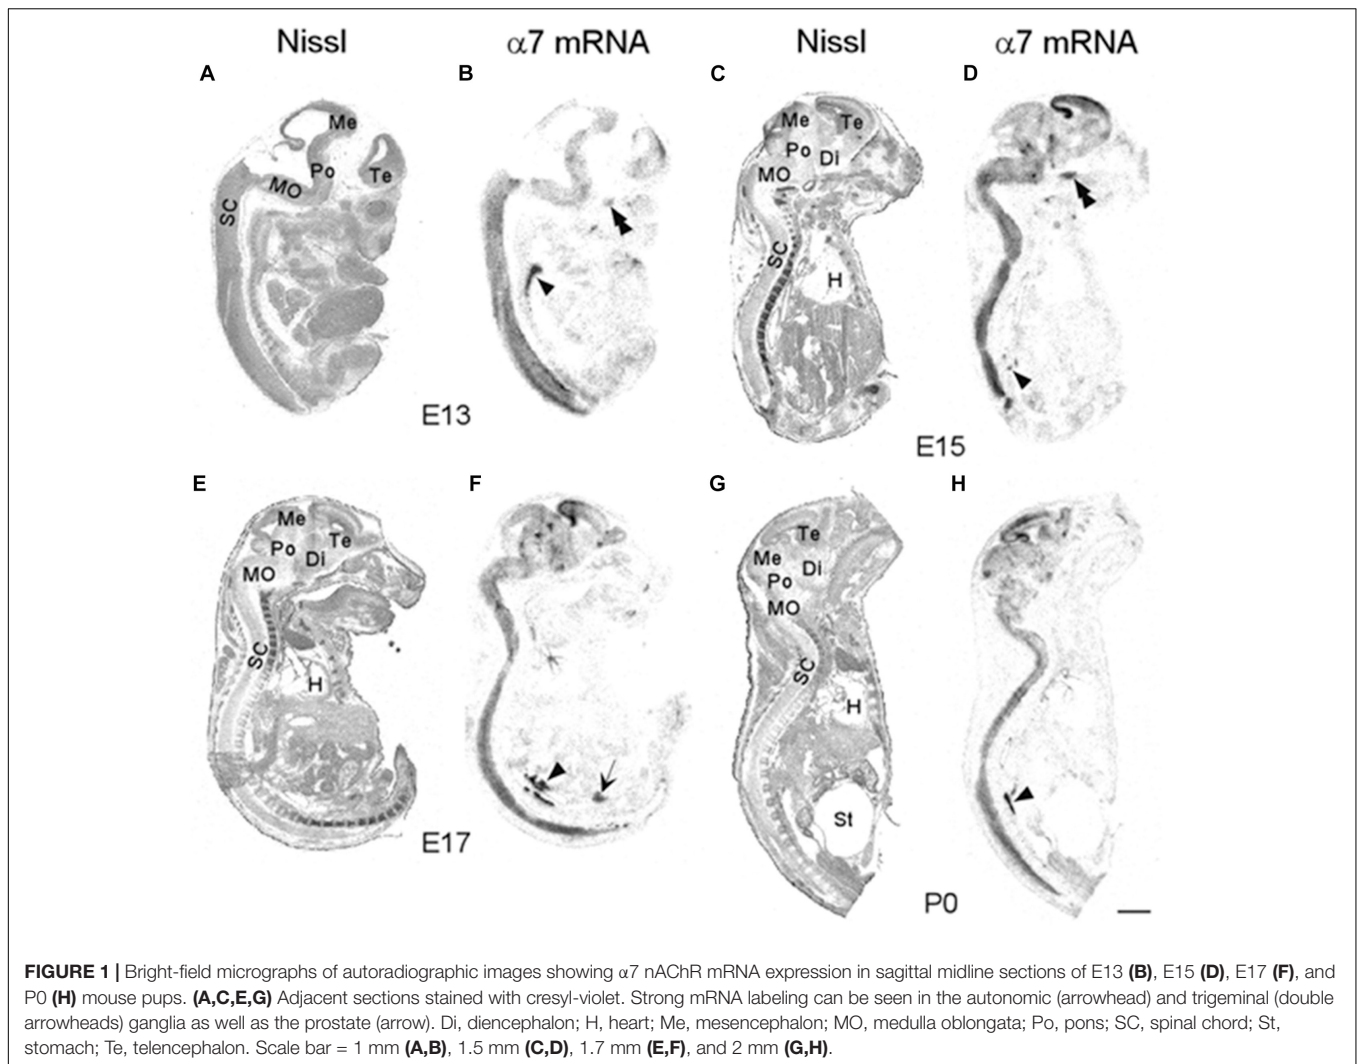 Nissl α7 mRNA Nissl α7 mRNA
A B C D
Me
Po
Te
MO
SC
Me Te
Po Di
MO
SC
H
E13
E15
E F G H
Me
Te
Po Di
MO
SC
H
Te
Me Di
Po
MO
SC
H
St
E17
P0
FIGURE 1 | Bright-field micrographs of autoradiographic images showing α7 nAChR mRNA expression in sagittal midline sections of E13 (B), E15 (D), E17 (F), and
P0 (H) mouse pups. (A,C,E,G) Adjacent sections stained with cresyl-violet. Strong mRNA labeling can be seen in the autonomic (arrowhead) and trigeminal (double
arrowheads) ganglia as well as the prostate (arrow). Di, diencephalon; H, heart; Me, mesencephalon; MO, medulla oblongata; Po, pons; SC, spinal chord; St,
stomach; Te, telencephalon. Scale bar = 1 mm (A,B), 1.5 mm (C,D), 1.7 mm (E,F), and 2 mm (G,H).